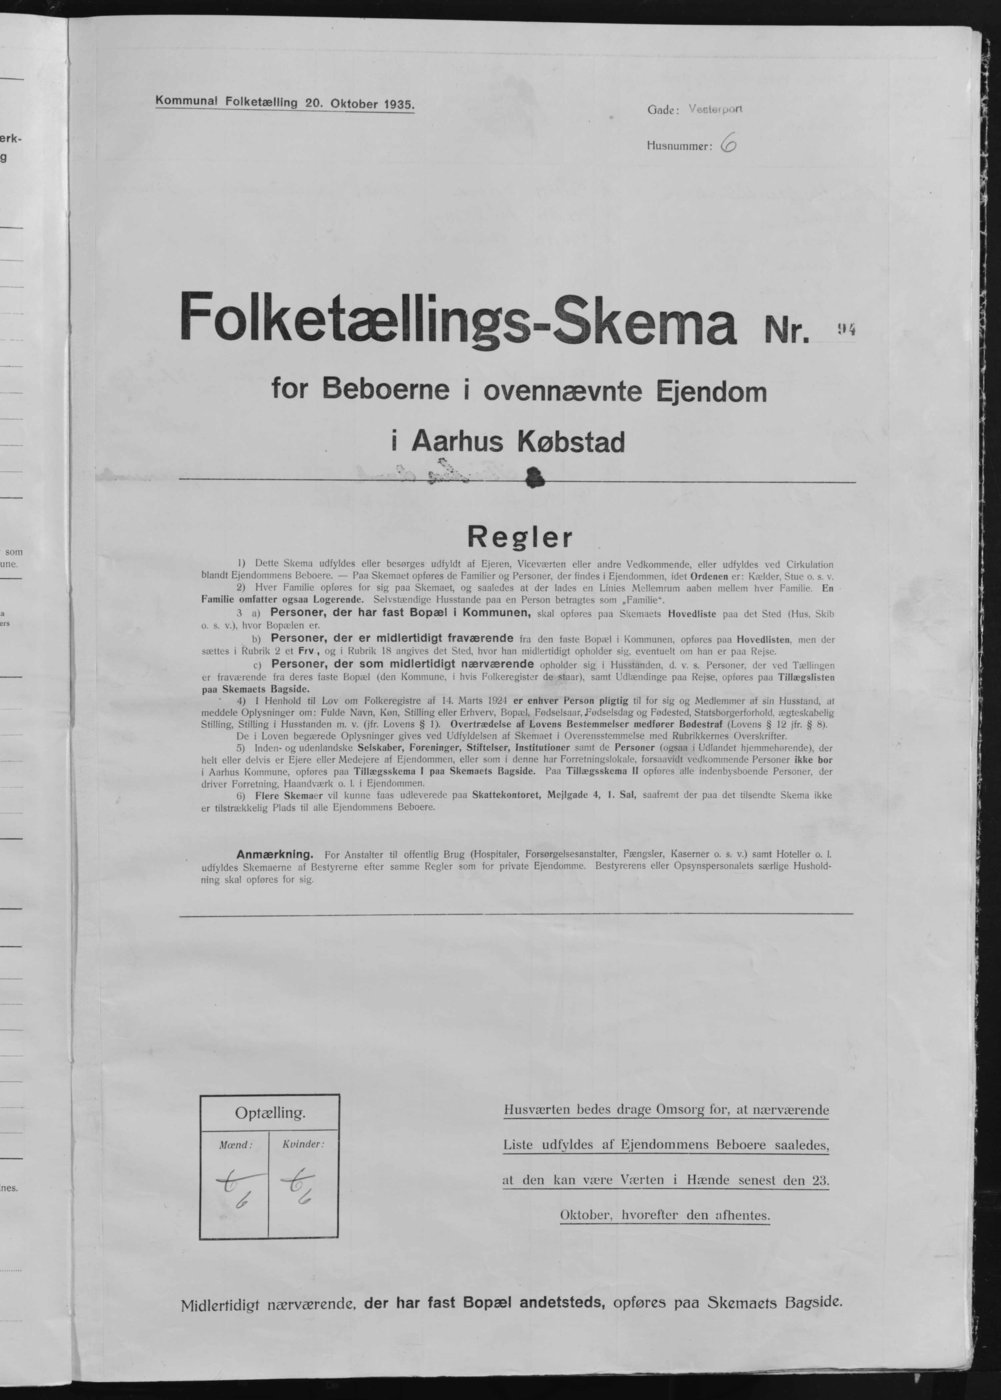 Kommunal Folketælling 20. Oktober 1935.
Gade: Vesterport
Husnummer: 6
Folketællings-Skema Nr. 94
for Beboerne i ovennævnte Ejendom
i Aarhus Købstad
Regler
1) Dette Skema udfyldes eller besørges udfyldt af Ejeren, Viceværten eller andre Vedkommende, eller udfyldes ved Cirkulation
blandt Ejendommens Beboere. — Paa Skemaet opføres de Familier og Personer, der findes i Ejendommen, idet Ordenen er: Kælder, Stue o. s. v.
2) Hver Familie opføres for sig paa Skemaet, og saaledes at der lades en Linies Mellemrum aaben mellem hver Familie. En
Familie omfatter ogsaa Logerende. Selvstændige Husstande paa en Person betragtes som „Familie“.
3 a) Personer, der har fast Bopæl i Kommunen, skal opføres paa Skemaets Hovedliste paa det Sted (Hus, Skib
o. s. v.), hvor Bopælen er.
b) Personer, der er midlertidigt fraværende fra den faste Bopæl i Kommunen, opføres paa Hovedlisten, men der
sættes i Rubrik 2 et Frv., og i Rubrik 18 angives det Sted, hvor han midlertidigt opholder sig, eventuelt om han er paa Rejse.
c) Personer, der som midlertidigt nærværende opholder sig i Husstanden, d. v. s. Personer, der ved Tællingen
er fraværende fra deres faste Bopæl (den Kommune, i hvis Folkeregister de staar), samt Udlændinge paa Rejse, opføres paa Tillægslisten
paa Skemaets Bagside.
4) I Henhold til Lov om Folkeregistre af 14. Marts 1924 er enhver Person pligtig til for sig og Medlemmer af sin Husstand, at
meddele Oplysninger om: Fulde Navn, Køn, Stilling eller Erhverv, Bopæl, Fødselsaar, Fødselsdag og Fødested, Statsborgerforhold, ægteskabelig
Stilling, Stilling i Husstanden m. v. (jfr. Lovens § 1). Overtrædelse af Lovens Bestemmelser medfører Bødestraf (Lovens § 12 jfr. § 8).
De i Loven begærede Oplysninger gives ved Udfyldelsen af Skemaet i Overensstemmelse med Rubrikkernes Overskrifter.
5) Inden- og udenlandske Selskaber, Foreninger, Stiftelser, Institutioner samt de Personer (ogsaa i Udlandet hjemmehørende), der
helt eller delvis er Ejere eller Medejere af Ejendommen, eller som i denne har Forretningslokale, forsaavidt vedkommende Personer ikke bor
i Aarhus Kommune, opføres paa Tillægsskema I paa Skemaets Bagside. Paa Tillægsskema II opføres alle indenbysboende Personer, der
driver Forretning, Haandværk o. l. i Ejendommen.
6) Flere Skemaer vil kunne faas udleverede paa Skattekontoret, Mejlgade 4, 1. Sal, saafremt der paa det tilsendte Skema ikke
er tilstrækkelig Plads til alle Ejendommens Beboere.
Anmærkning. For Anstalter til offentlig Brug (Hospitaler, Forsørgelsesanstalter, Fængsler, Kaserner o. s. v.) samt Hoteller o. l.
udfyldes Skemaerne af Bestyrerne efter samme Regler som for private Ejendomme. Bestyrerens eller Opsynspersonalets særlige Hushold-
ning skal opføres for sig.
Optælling.
Mænd: Kvinder:
6 6
Husværten bedes drage Omsorg for, at nærværende
Liste udfyldes af Ejendommens Beboere saaledes,
at den kan være Værten i Hænde senest den 23.
Oktober, hvorefter den afhentes.
Midlertidigt nærværende, der har fast Bopæl andetsteds, opføres paa Skemaets Bagside.